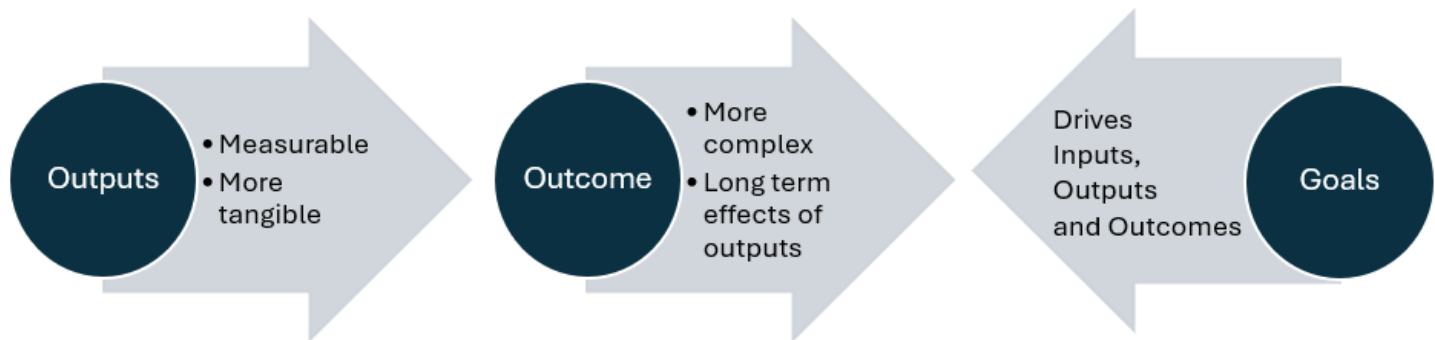 Outputs
• Measurable
• More
tangible
Outcome
• More
complex
• Long term
effects of
outputs
Drives
Inputs,
Outputs
and Outcomes
Goals